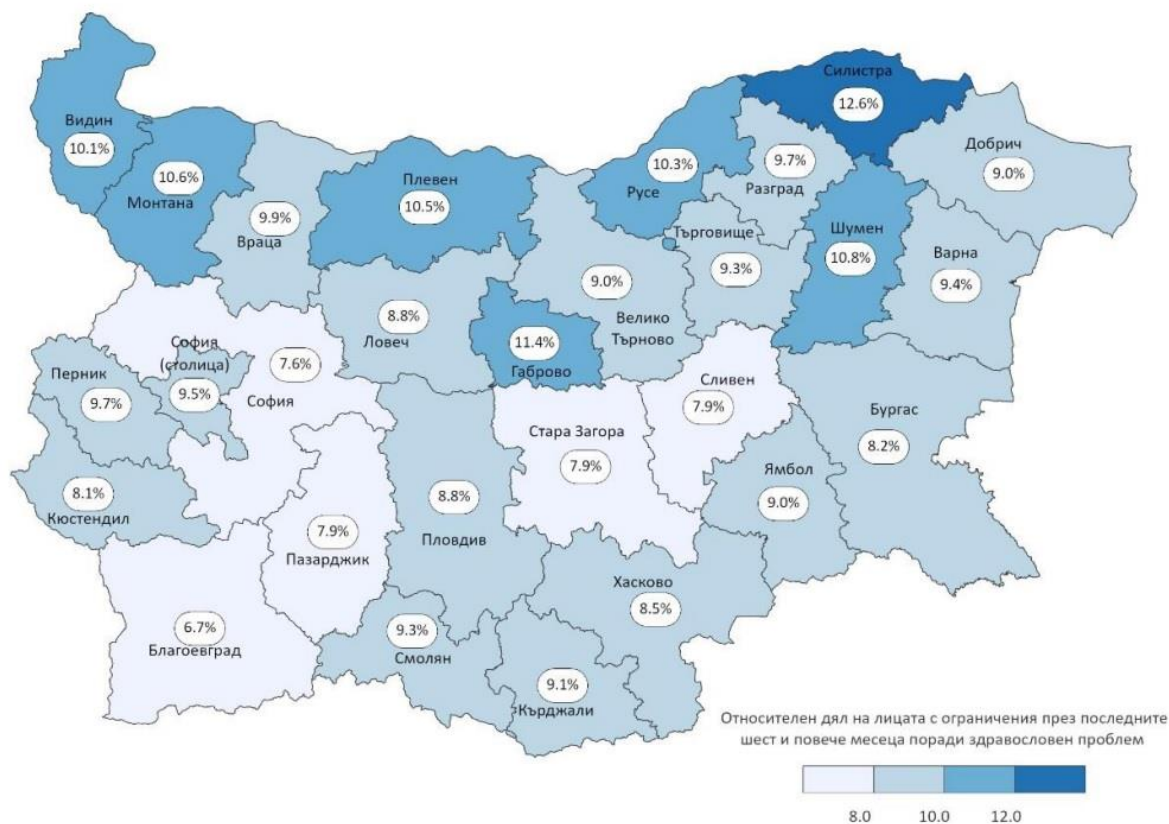 Силистра
12.6%
Видин
10.1%
Добрич
9.0%
10.6%
Монтана
Плевен
10.5%
10.3%
Русе
9.7%
Разград
9.9%
Враца
Търговище
9.3%
Шумен
10.8%
Варна
9.4%
9.0%
Велико
Търново
8.8%
Ловеч
11.4%
Габрово
София
(столица)
9.5%
7.6%
София
Перник
9.7%
Сливен
7.9%
Бургас
8.2%
Стара Загора
7.9%
Ямбол
9.0%
8.1%
Кюстендил
7.9%
Пазарджик
8.8%
Пловдив
Хасково
8.5%
6.7%
Благоевград
9.3%
Смолян
9.1%
Кърджали
Относителен дял на лицата с ограничения през последните
шест и повече месеца поради здравословен проблем
8.0 10.0 12.0